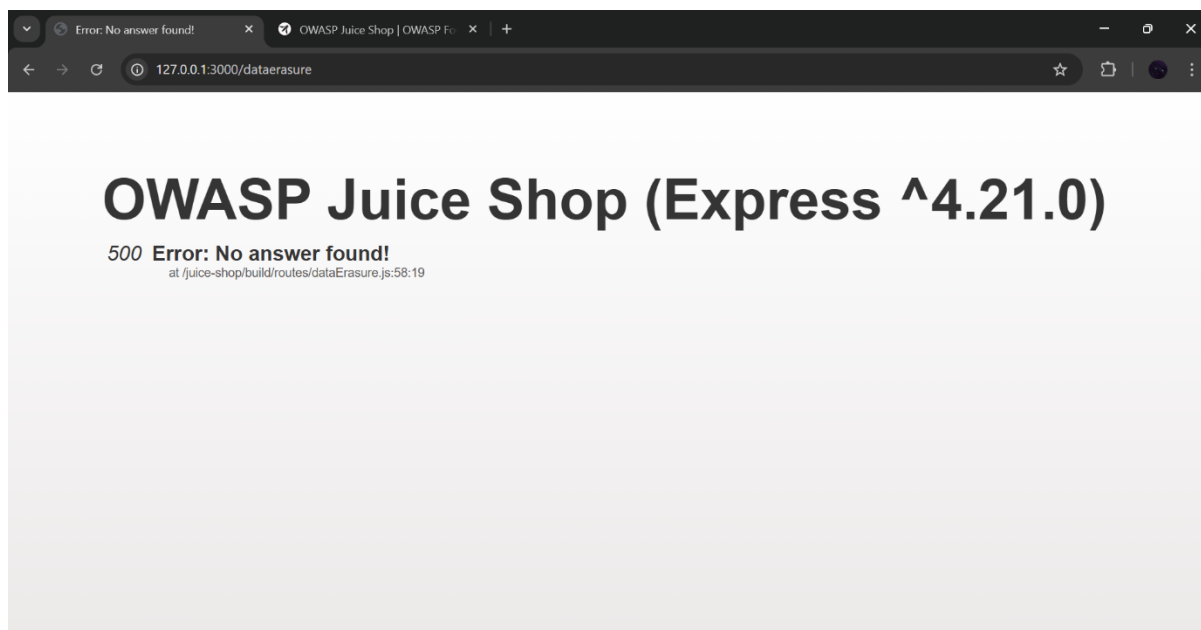 Error: No answer found!
OWASP Juice Shop | OWASP Fo
127.0.0.1:3000/dataerasure
OWASP Juice Shop (Express ^4.21.0)
500 Error: No answer found!
at /juice-shop/build/routes/dataErasure.js:58:19